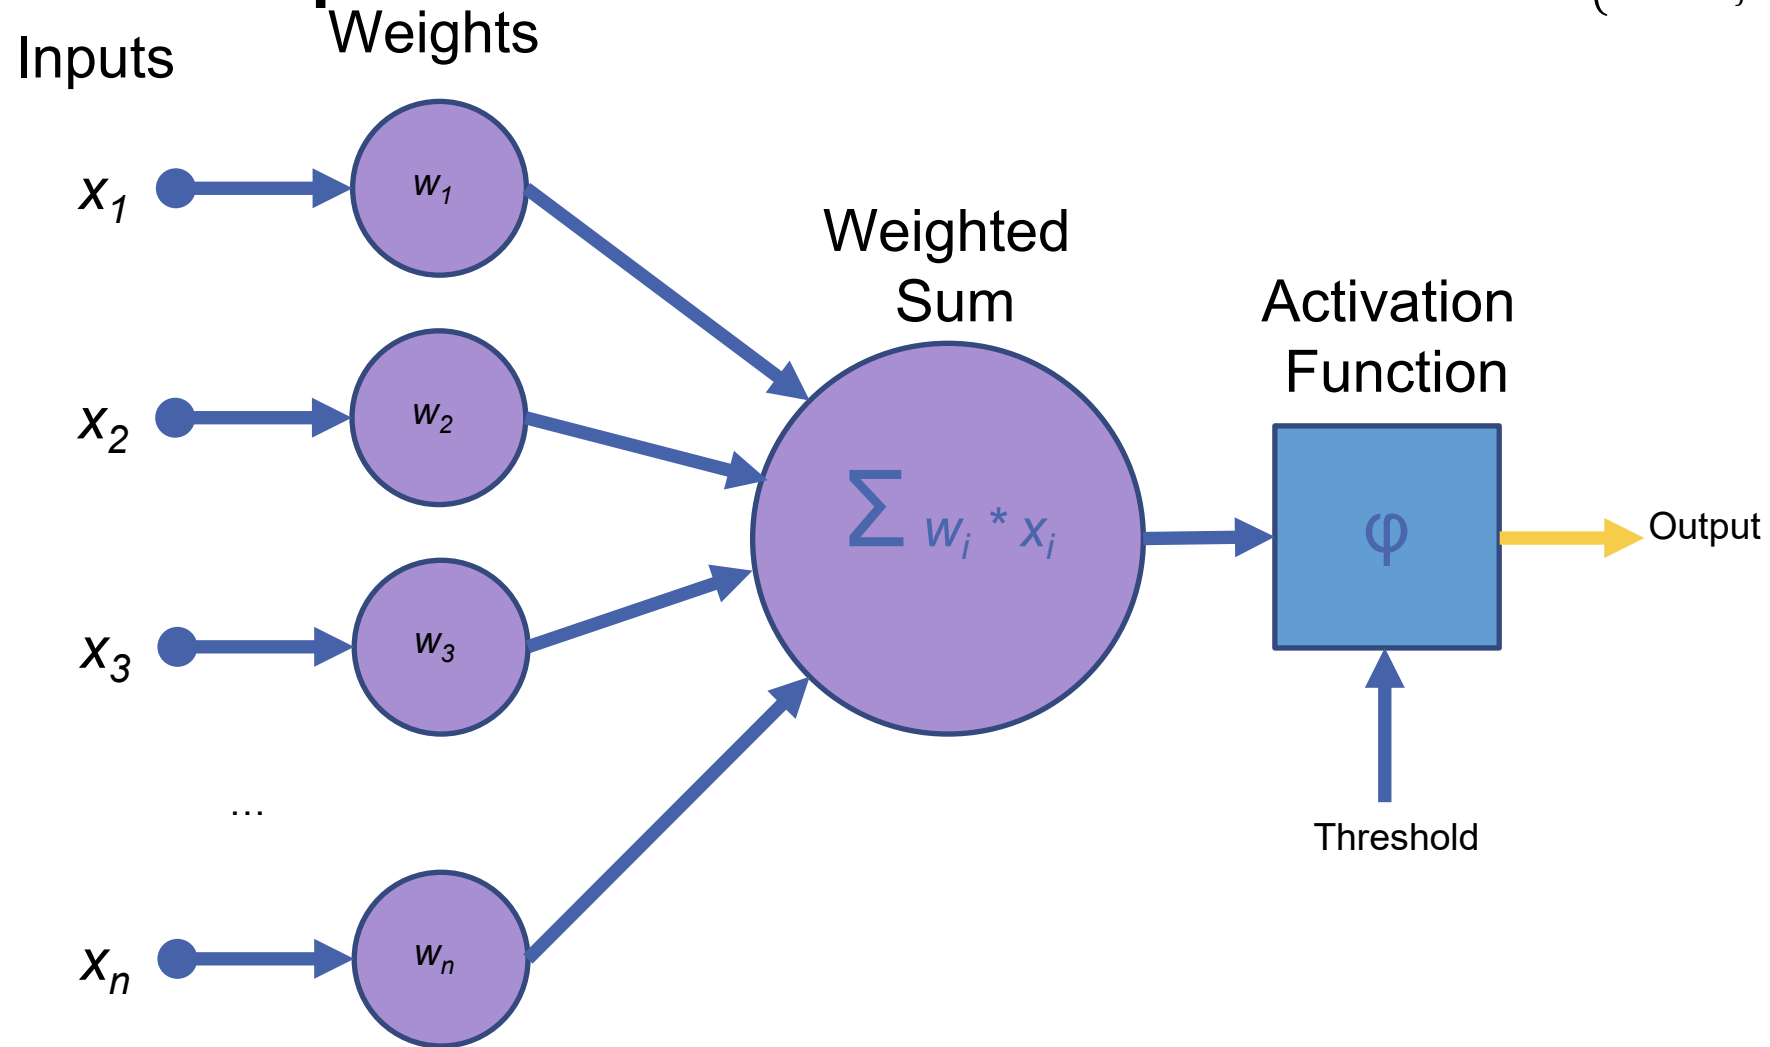 Weights
Inputs
x1
w1
Weighted
Sum
Activation
Function
x2
w2
Σ wi * xi
φ
Output
x3
w3
...
Threshold
xn
wn